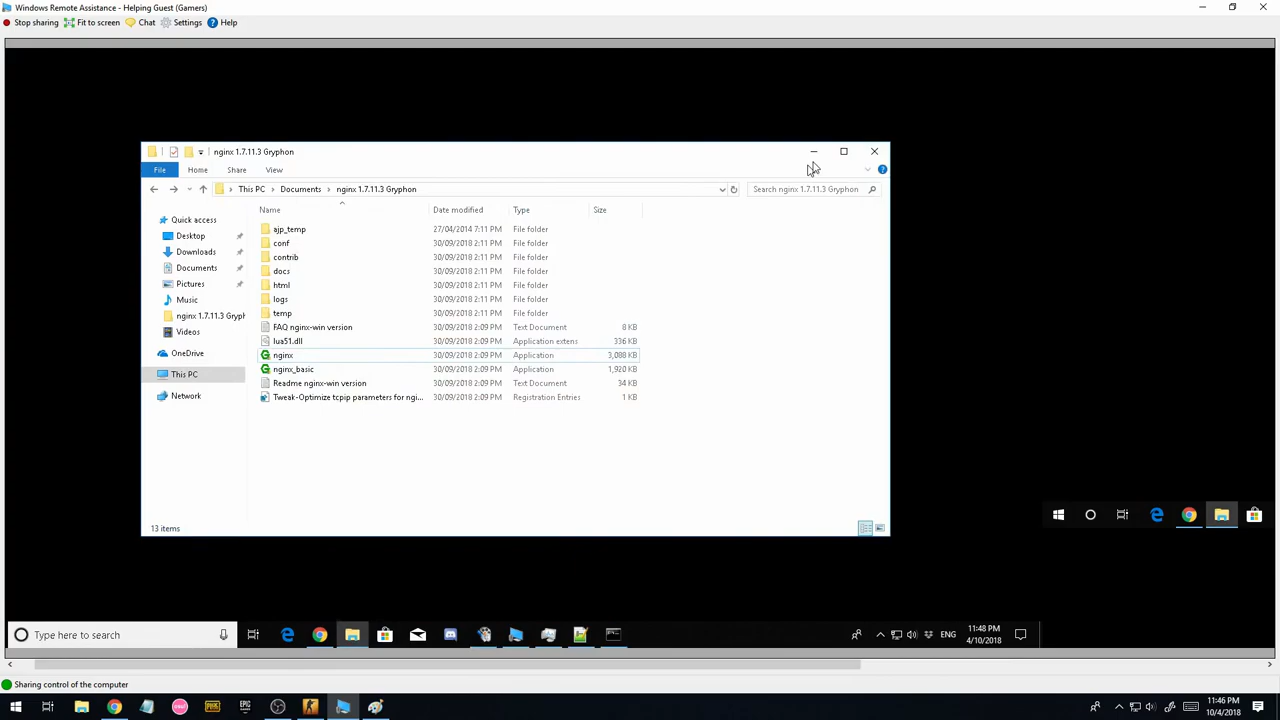 Windows Remote Assistance - Helping Guest (Gamers)
Stop sharing Fit to screen Chat Settings Help
nginx 1.7.11.3 Gryphon
File Home Share View
This PC Documents nginx 1.7.11.3 Gryphon Search nginx 1.7.11.3 Gryphon
Name Date modified Type Size
Quick access
Desktop
Downloads
Documents
Pictures
Music
nginx 1.7.11.3 Gryph
Videos
OneDrive
This PC
Network
ajp_temp 27/04/2014 7:11 PM File folder
conf 30/09/2018 2:11 PM File folder
contrib 30/09/2018 2:11 PM File folder
docs 30/09/2018 2:11 PM File folder
html 30/09/2018 2:11 PM File folder
logs 30/09/2018 2:11 PM File folder
temp 30/09/2018 2:11 PM File folder
FAQ nginx-win version 30/09/2018 2:09 PM Text Document 8 KB
lua51.dll 30/09/2018 2:09 PM Application extens 336 KB
nginx 30/09/2018 2:09 PM Application 3,088 KB
nginx_basic 30/09/2018 2:09 PM Application 1,920 KB
Readme nginx-win version 30/09/2018 2:09 PM Text Document 34 KB
Tweak-Optimize tcpip parameters for ngi... 30/09/2018 2:09 PM Registration Entries 1 KB
13 items
Type here to search
ENG
11:48 PM
4/10/2018
Sharing control of the computer
11:46 PM
10/4/2018